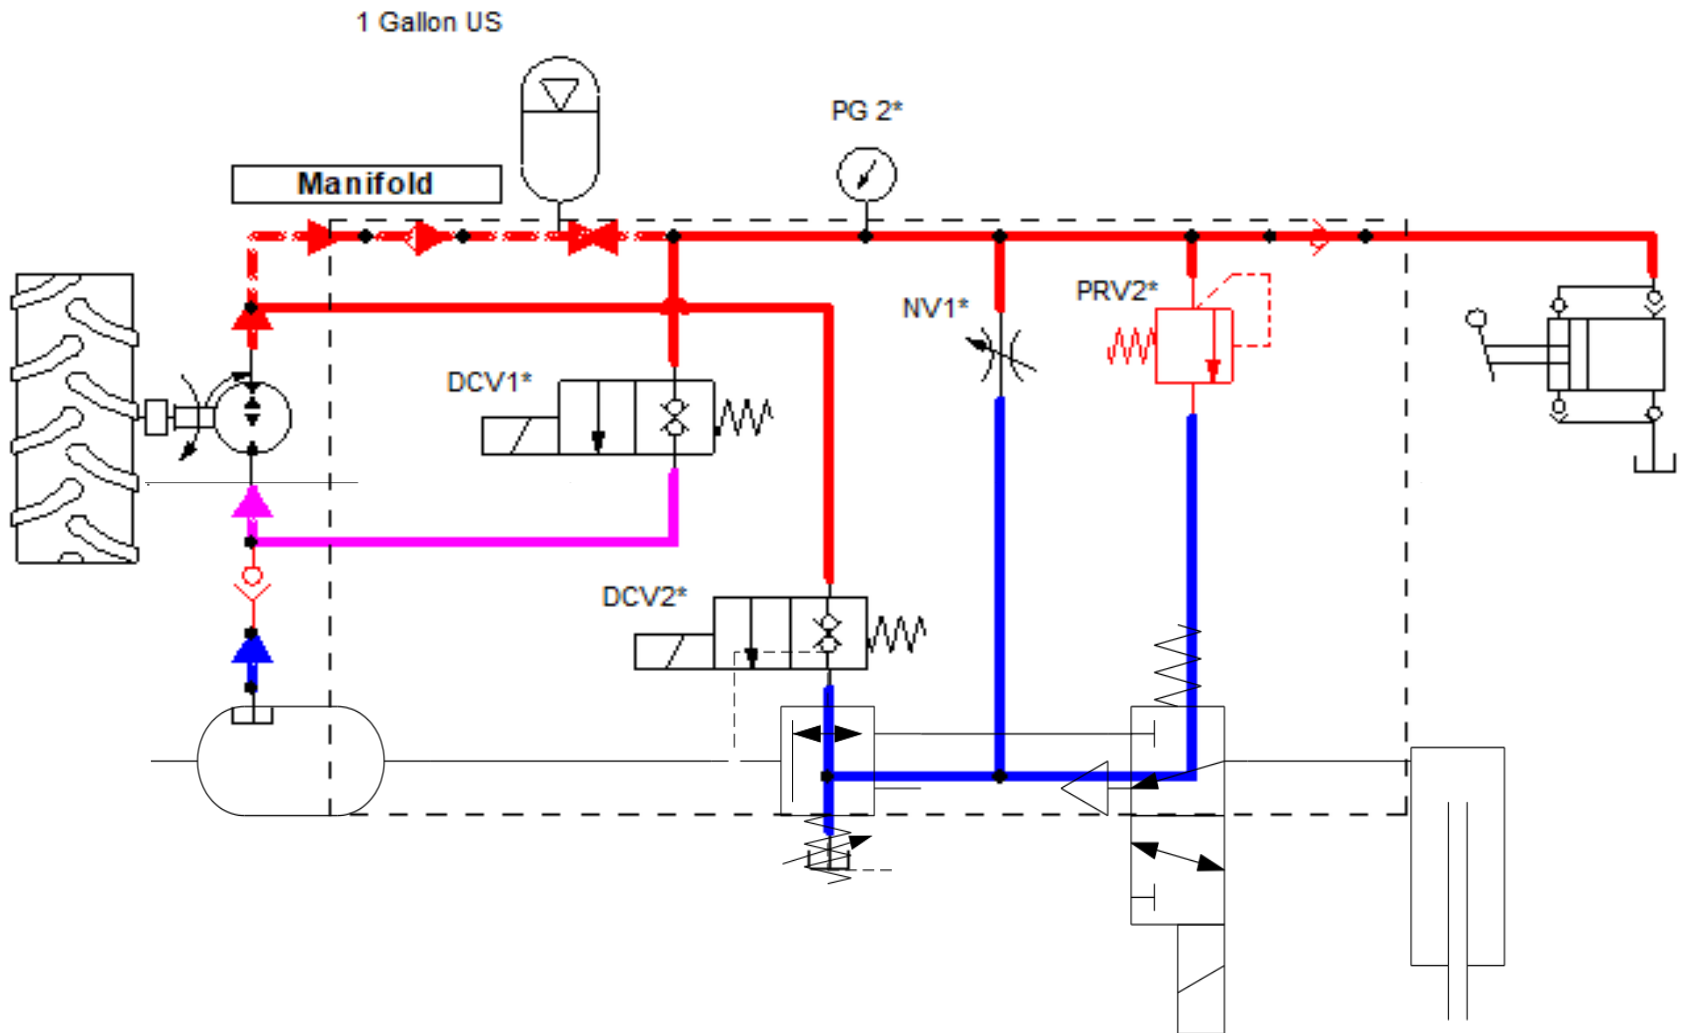 1 Gallon US
PG 2*
Manifold
NV1*
PRV2*
DCV1*
DCV2*